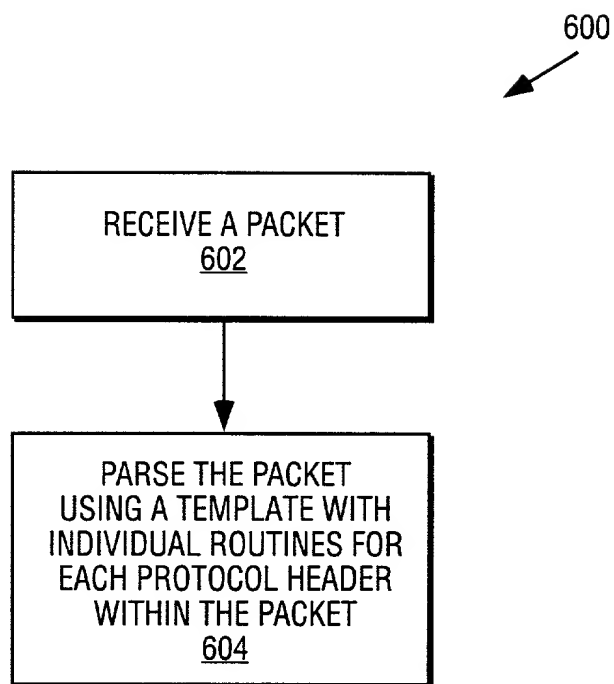 600
RECEIVE A PACKET
602
PARSE THE PACKET
USING A TEMPLATE WITH
INDIVIDUAL ROUTINES FOR
EACH PROTOCOL HEADER
WITHIN THE PACKET
604